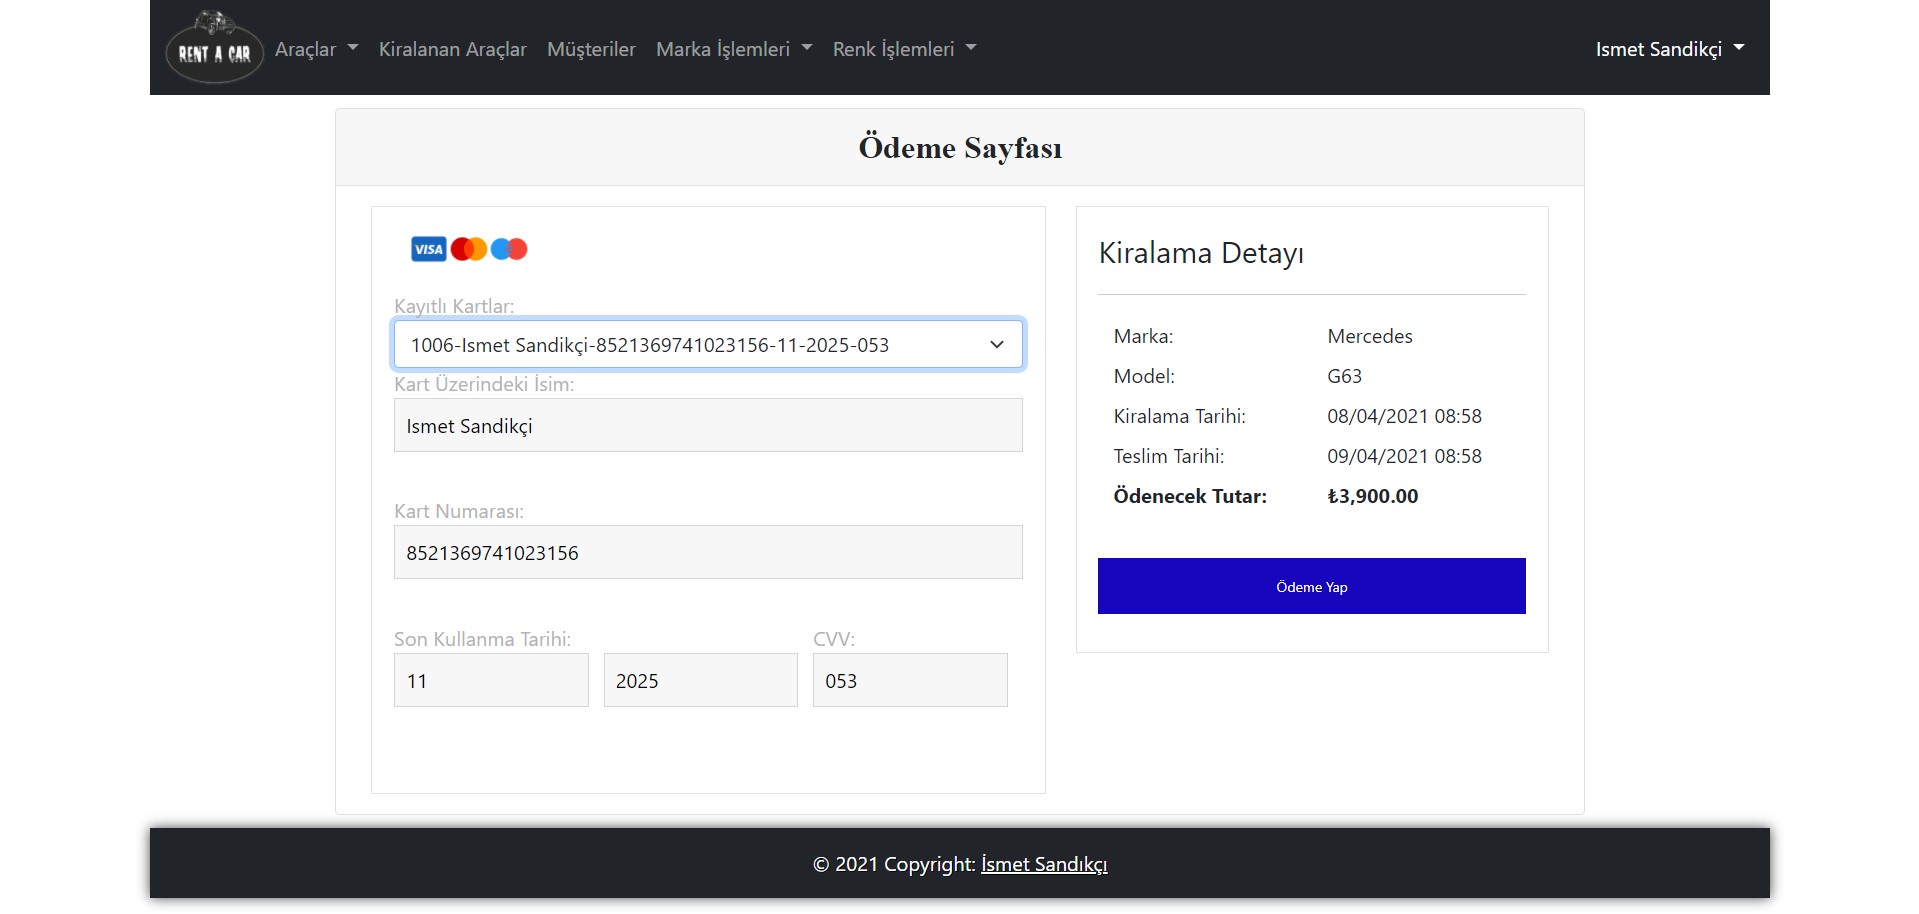 RENT A CAR
Araçlar Kiralanan Araçlar Müşteriler Marka İşlemleri Renk İşlemleri Ismet Sandikçi
Ödeme Sayfası
VISA
Kayıtlı Kartlar:
1006-Ismet Sandikçi-8521369741023156-11-2025-053
Kart Üzerindeki İsim:
Ismet Sandikçi
Kart Numarası:
8521369741023156
Son Kullanma Tarihi: CVV:
11 2025 053
Kiralama Detayı
Marka: Mercedes
Model: G63
Kiralama Tarihi: 08/04/2021 08:58
Teslim Tarihi: 09/04/2021 08:58
Ödenecek Tutar: ₺3,900.00
Ödeme Yap
© 2021 Copyright: İsmet Sandıkçı